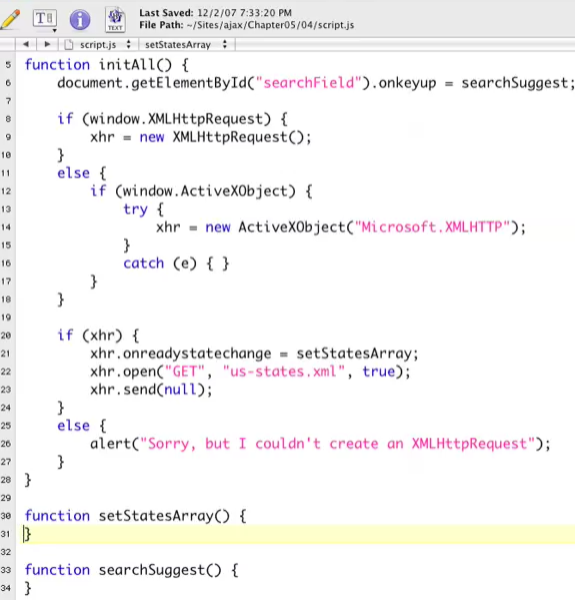 Last Saved: 12/2/07 7:33:20 PM
File Path: ~/Sites/ajax/Chapter05/04/script.js
T
TEXT
script.js setStatesArray
5 function initAll() {
6 document.getElementById("searchField").onkeyup = searchSuggest;
7
8 if (window.XMLHttpRequest) {
9 xhr = new XMLHttpRequest();
10 }
11 else {
12 if (window.ActiveXObject) {
13 try {
14 xhr = new ActiveXObject("Microsoft.XMLHTTP");
15 }
16 catch (e) { }
17 }
18 }
19
20 if (xhr) {
21 xhr.onreadystatechange = setStatesArray;
22 xhr.open("GET", "us-states.xml", true);
23 xhr.send(null);
24 }
25 else {
26 alert("Sorry, but I couldn't create an XMLHttpRequest");
27 }
28 }
29
30 function setStatesArray() {
31 }
32
33 function searchSuggest() {
34 }